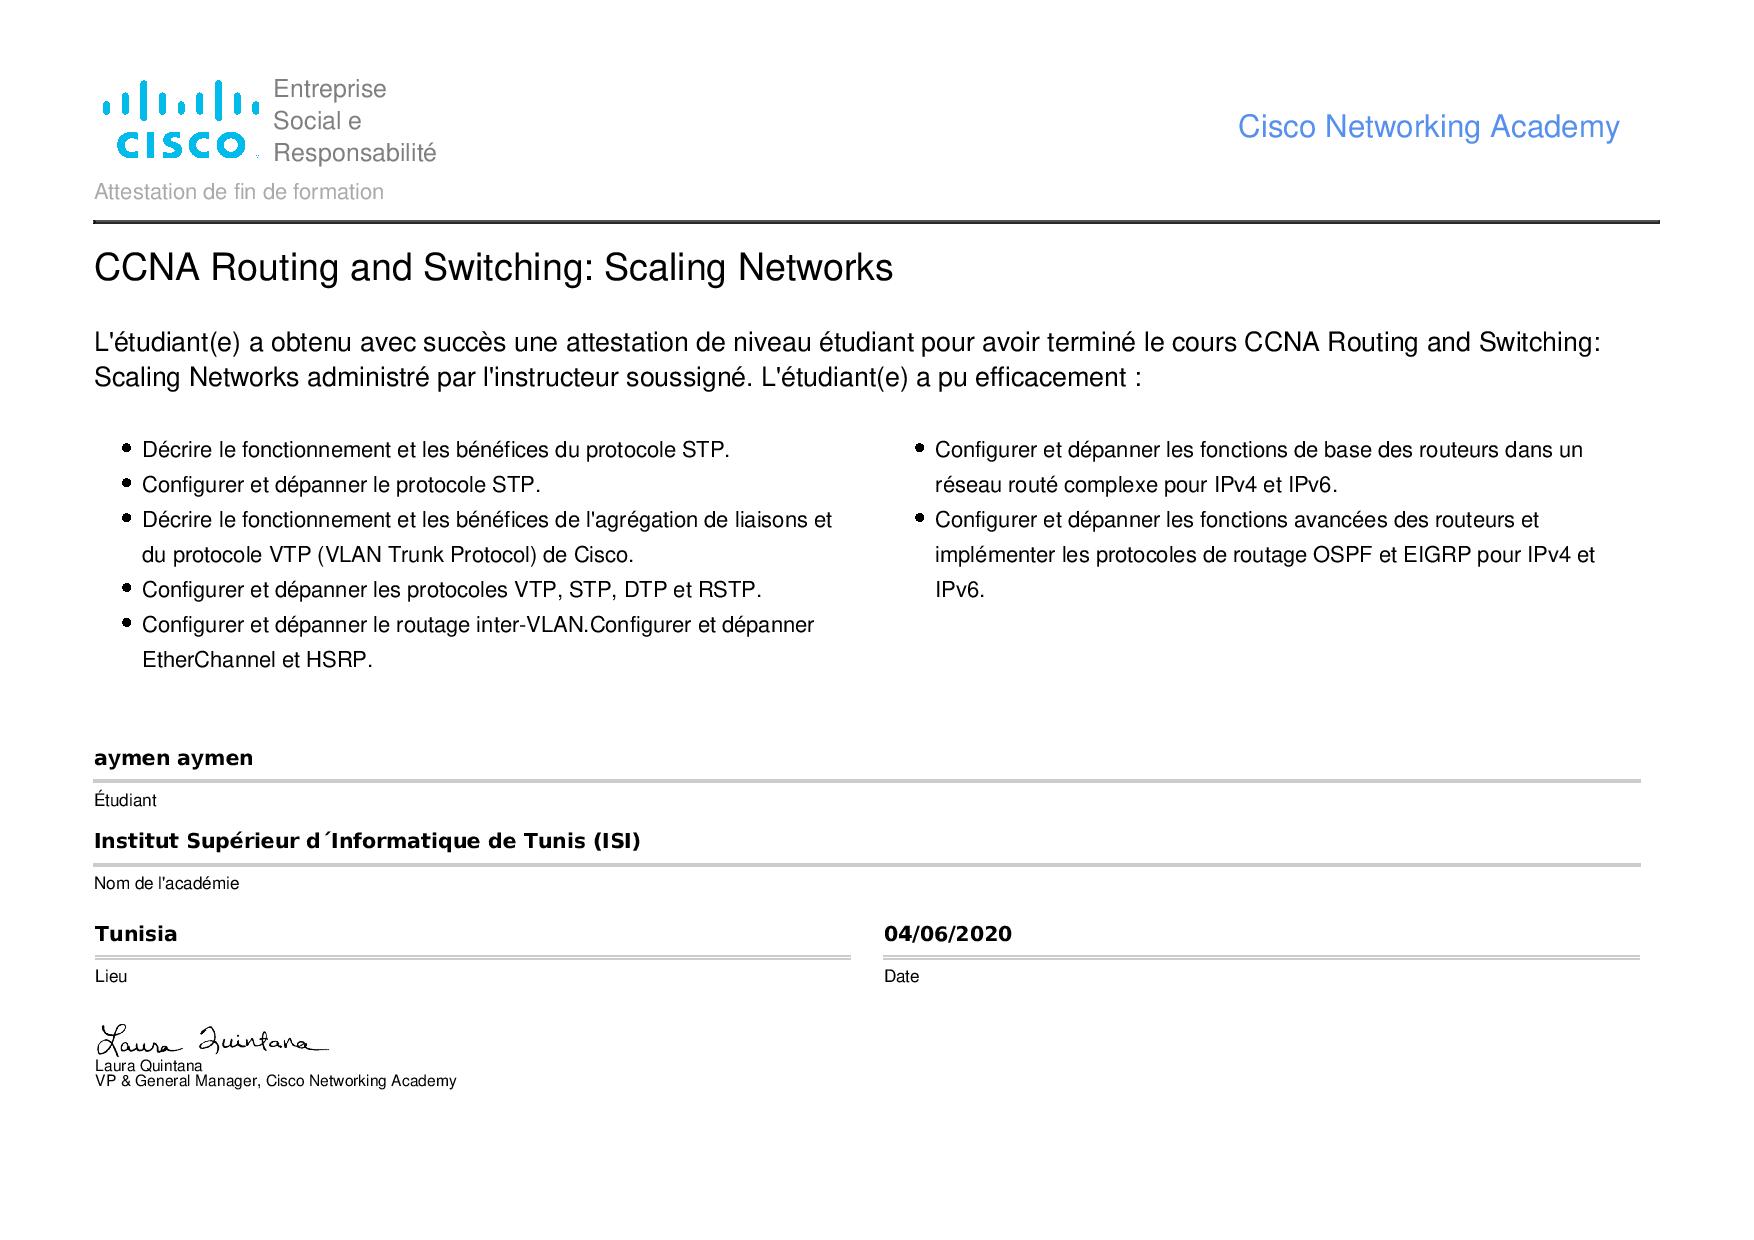 Entreprise
Social e
Responsabilité
CISCO
Cisco Networking Academy
Attestation de fin de formation
CCNA Routing and Switching: Scaling Networks
L'étudiant(e) a obtenu avec succès une attestation de niveau étudiant pour avoir terminé le cours CCNA Routing and Switching:
Scaling Networks administré par l'instructeur soussigné. L'étudiant(e) a pu efficacement :
• Décrire le fonctionnement et les bénéfices du protocole STP.
• Configurer et dépanner le protocole STP.
• Décrire le fonctionnement et les bénéfices de l'agrégation de liaisons et
du protocole VTP (VLAN Trunk Protocol) de Cisco.
• Configurer et dépanner les protocoles VTP, STP, DTP et RSTP.
• Configurer et dépanner le routage inter-VLAN.Configurer et dépanner
EtherChannel et HSRP.
• Configurer et dépanner les fonctions de base des routeurs dans un
réseau routé complexe pour IPv4 et IPv6.
• Configurer et dépanner les fonctions avancées des routeurs et
implémenter les protocoles de routage OSPF et EIGRP pour IPv4 et
IPv6.
aymen aymen
Étudiant
Institut Supérieur d´Informatique de Tunis (ISI)
Nom de l'académie
Tunisia
Lieu
04/06/2020
Date
Laura Quintana
Laura Quintana
VP & General Manager, Cisco Networking Academy